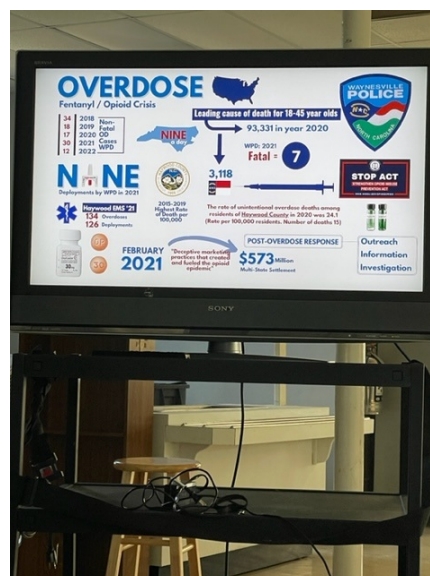 OVERDOSE
Fentanyl / Opioid Crisis
Leading cause of death for 18-45 year olds
93,331 in year 2020
WAYNESVILLE
POLICE
NORTH CAROLINA
34 2018
18 2019
17 2020
30 2021
12 2022
Non-
Fatal
OD
Cases
WPD
NINE
a day
WPD: 2021
Fatal = 7
3,118
STOP ACT
NONE
Deployments by WPD in 2021
2015-2019
Highest Rate
of Death per
100,000
The rate of unintentional overdose deaths among
residents of Haywood County in 2020 was 24.1
(Rate per 100,000 residents. Number of deaths 15)
Haywood EMS '21
134 Overdoses
126 Deployments
FEBRUARY
2021
"Deceptive marketing
practices that created
and fueled the opioid
epidemic"
POST-OVERDOSE RESPONSE
$573 Million
Multi-State Settlement
Outreach
Information
Investigation
SONY